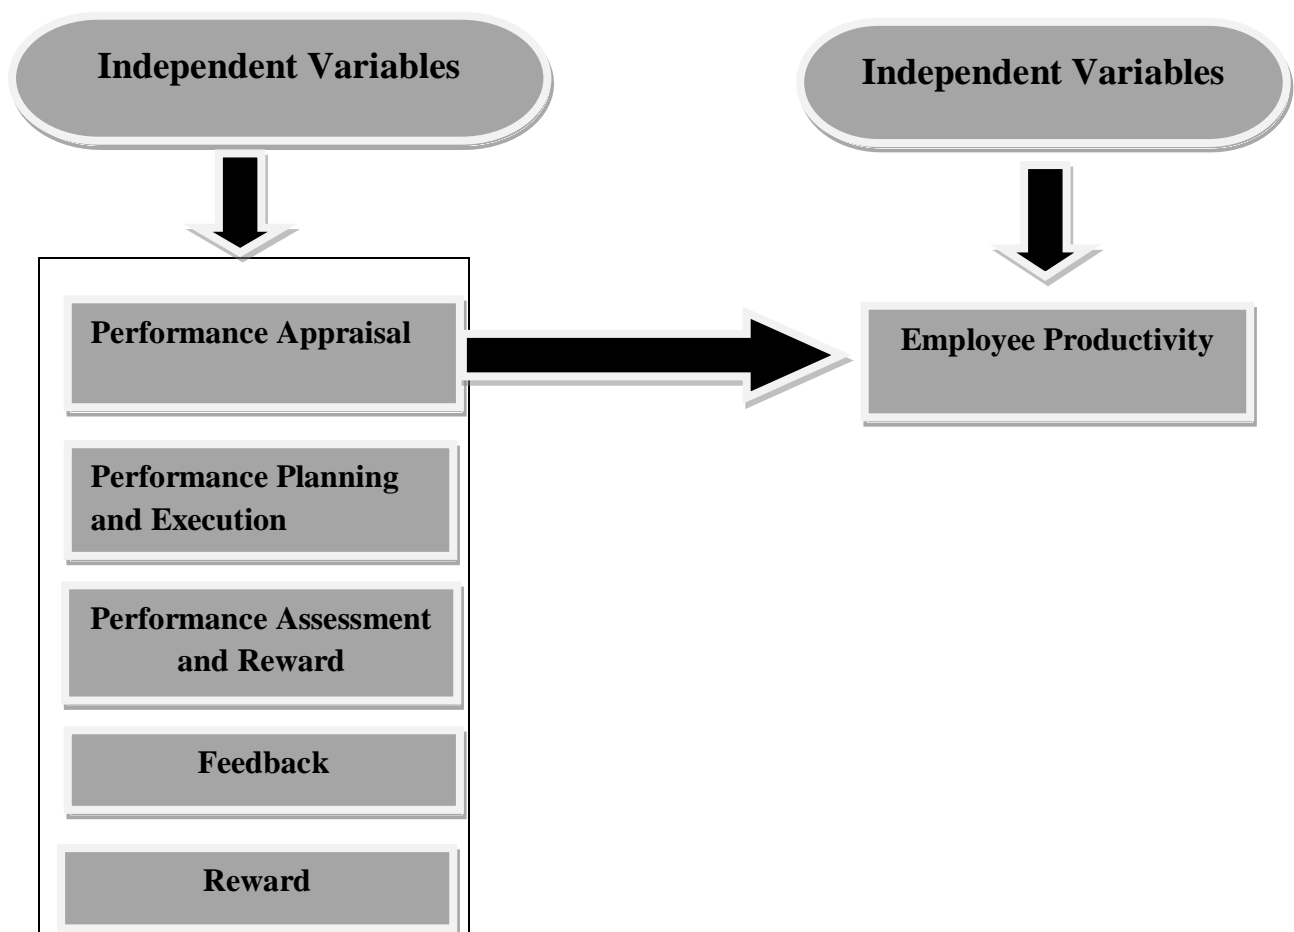 Independent Variables
Independent Variables
Performance Appraisal
Employee Productivity
Performance Planning
and Execution
Performance Assessment
and Reward
Feedback
Reward